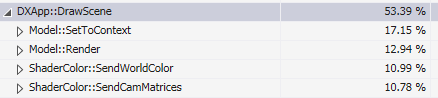 DXApp::DrawScene 53.39 %
Model::SetToContext 17.15 %
Model::Render 12.94 %
ShaderColor::SendWorldColor 10.99 %
ShaderColor::SendCamMatrices 10.78 %